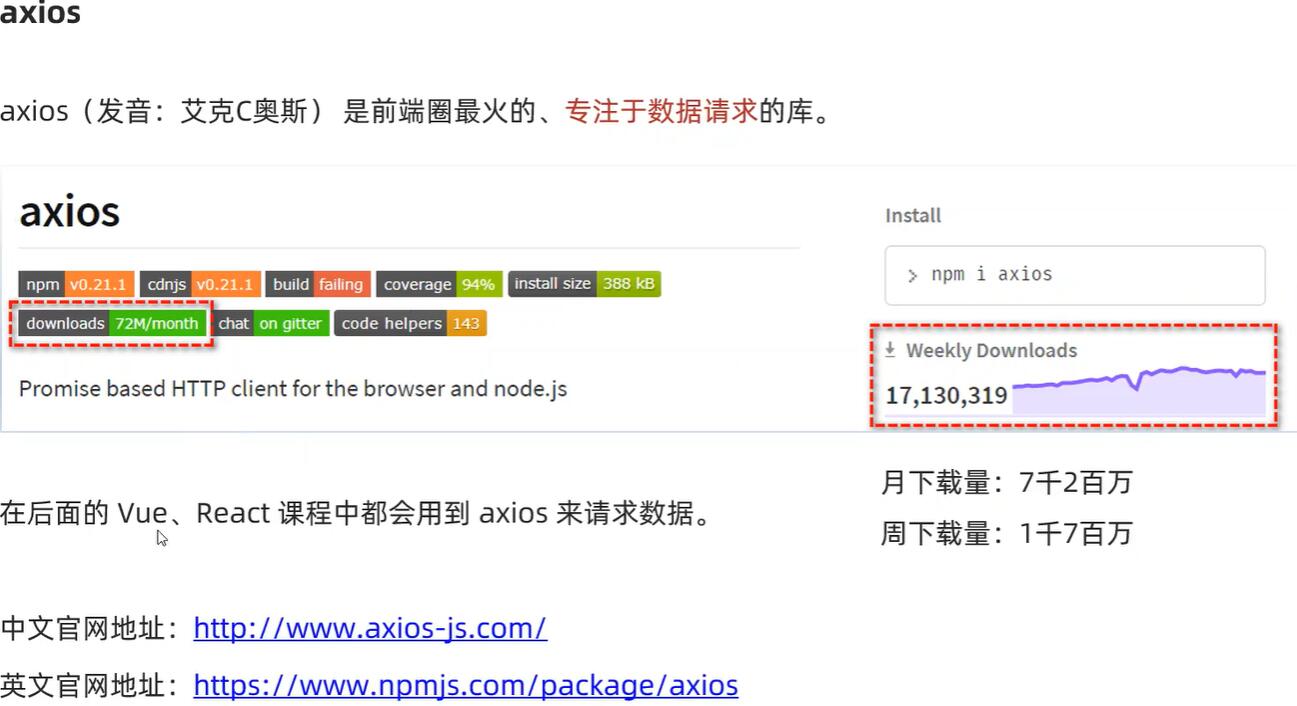 axios
axios（发音：艾克C奥斯） 是前端圈最火的、专注于数据请求的库。
axios
npm v0.21.1 cdnjs v0.21.1 build failing coverage 94% install size 388 kB
downloads 72M/month chat on gitter code helpers 143
Promise based HTTP client for the browser and node.js
Install
> npm i axios
Weekly Downloads
17,130,319
月下载量：7千2百万
周下载量：1千7百万
在后面的 Vue、React 课程中都会用到 axios 来请求数据。
中文官网地址：http://www.axios-js.com/
英文官网地址：https://www.npmjs.com/package/axios